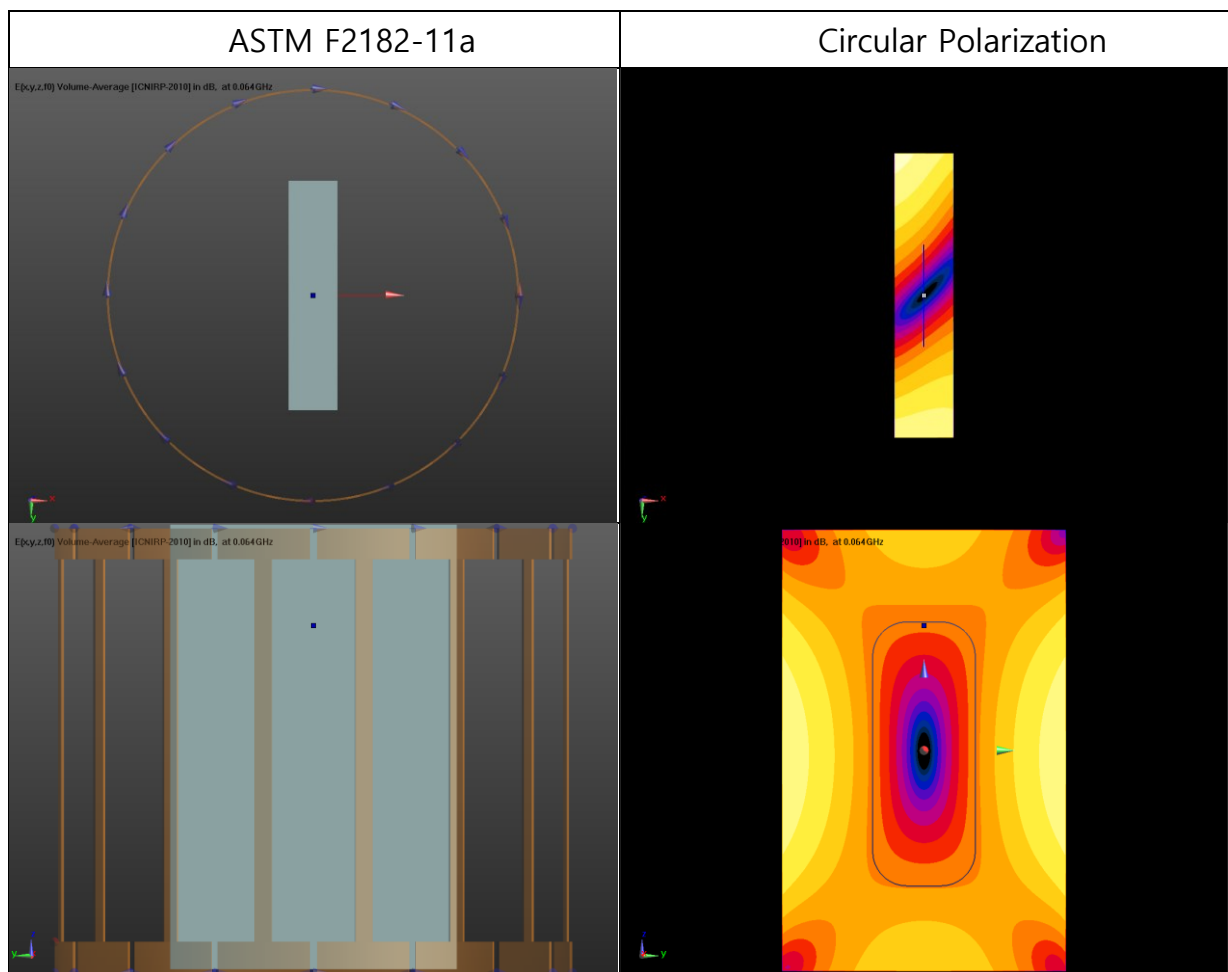 ASTM F2182-11a
Circular Polarization
E(x,y,z,f0) Volume-Average [ICNIRP-2010] in dB, at 0.064GHz
x
y
x
y
E(x,y,z,f0) Volume-Average [ICNIRP-2010] in dB, at 0.064GHz
2010] in dB, at 0.064GHz
z
y
z
y